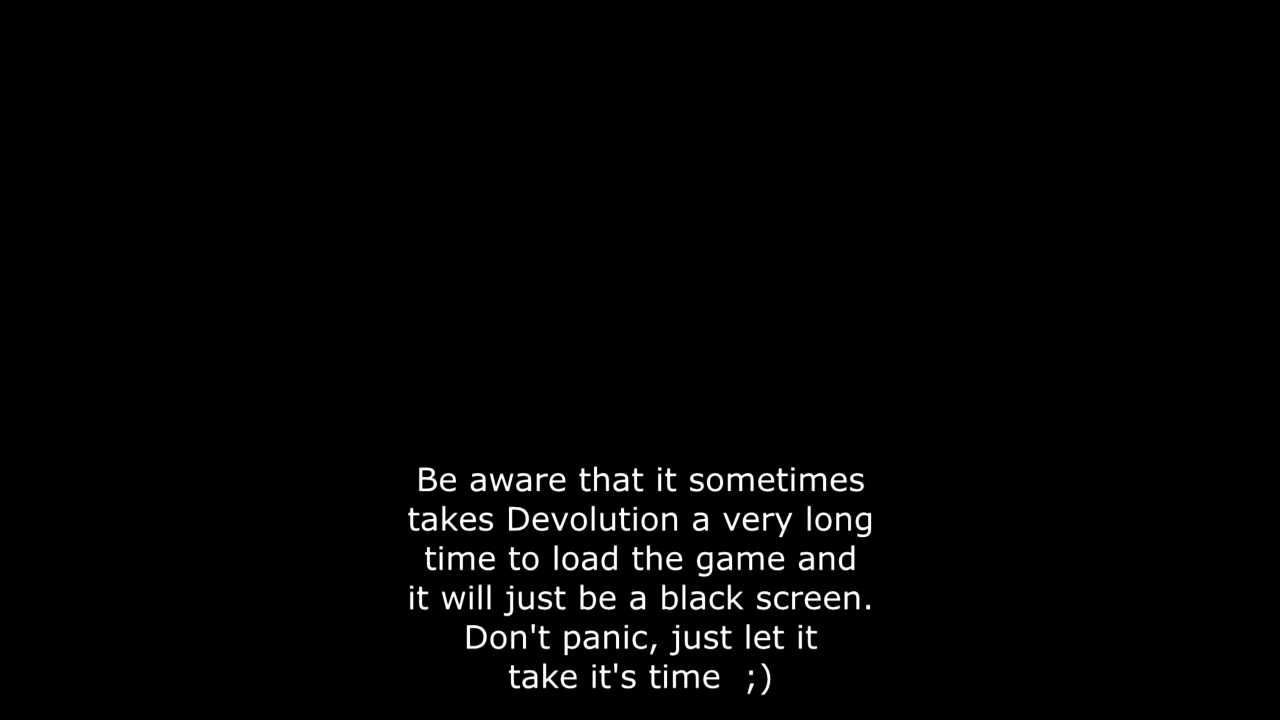 Be aware that it sometimes
takes Devolution a very long
time to load the game and
it will just be a black screen.
Don't panic, just let it
take it's time  ;)